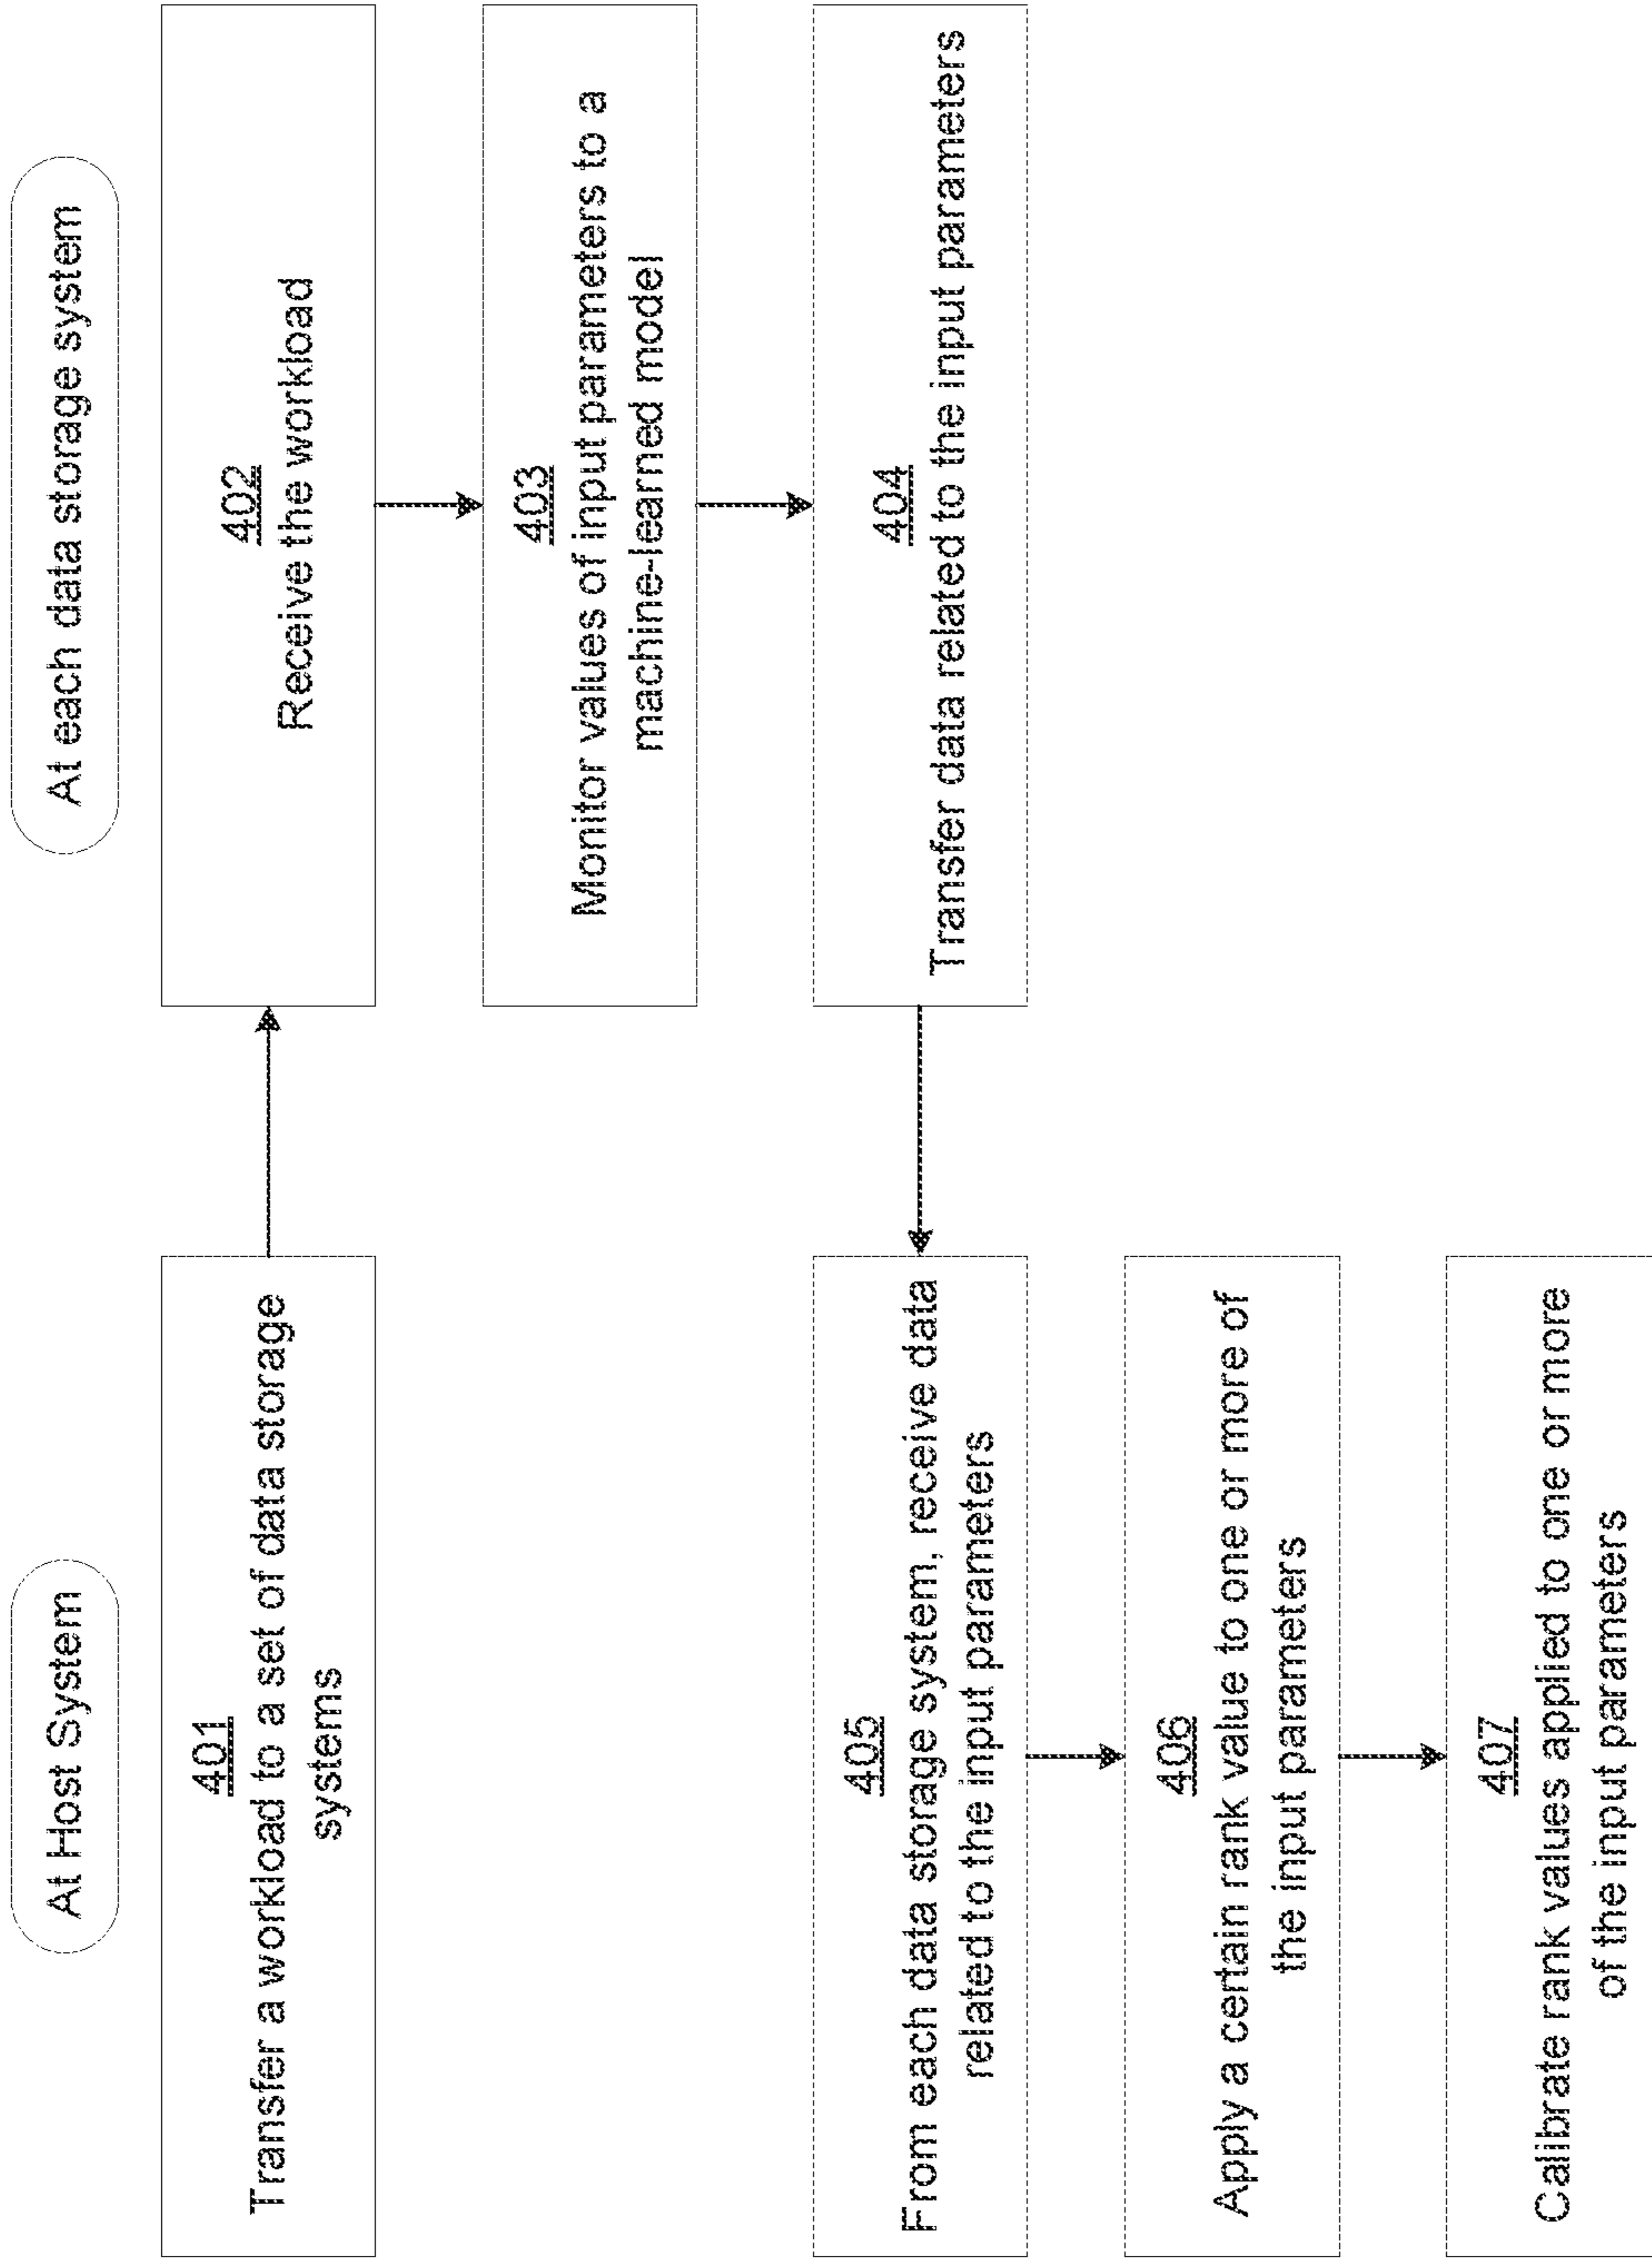 At Host System
At each data storage system
401
Transfer a workload to a set of data storage
systems
402
Receive the workload
403
Monitor values of input parameters to a
machine-learned model
404
Transfer data related to the input parameters
405
From each data storage system, receive data
related to the input parameters
406
Apply a certain rank value to one or more of
the input parameters
407
Calibrate rank values applied to one or more
of the input parameters